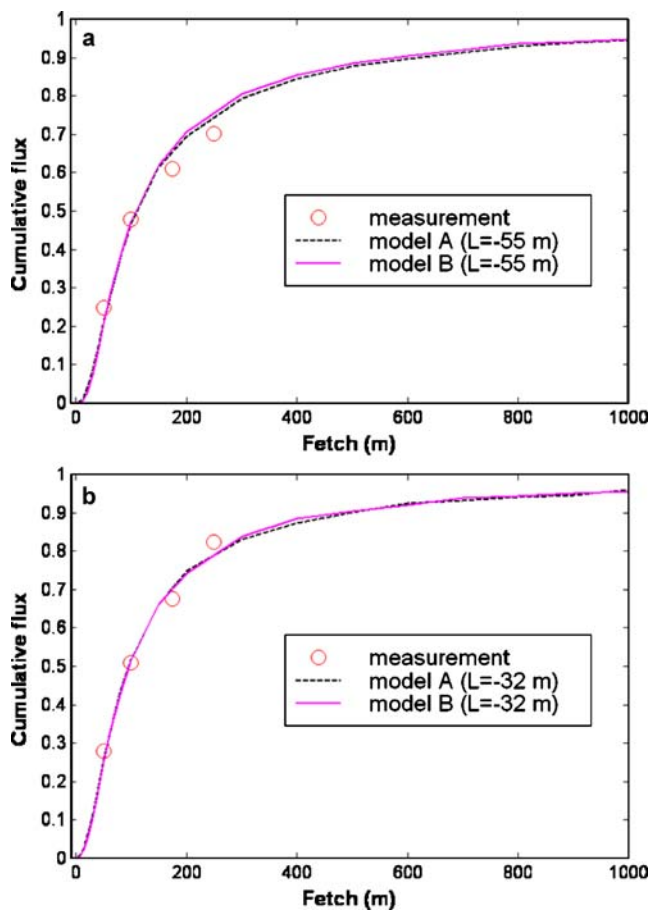 a
1
0.9
0.8
0.7
0.6
0.5
0.4
0.3
0.2
0.1
0
Cumulative flux
measurement
model A (L=-55 m)
model B (L=-55 m)
0 200 400 600 800 1000
Fetch (m)
b
1
0.9
0.8
0.7
0.6
0.5
0.4
0.3
0.2
0.1
0
Cumulative flux
measurement
model A (L=-32 m)
model B (L=-32 m)
0 200 400 600 800 1000
Fetch (m)